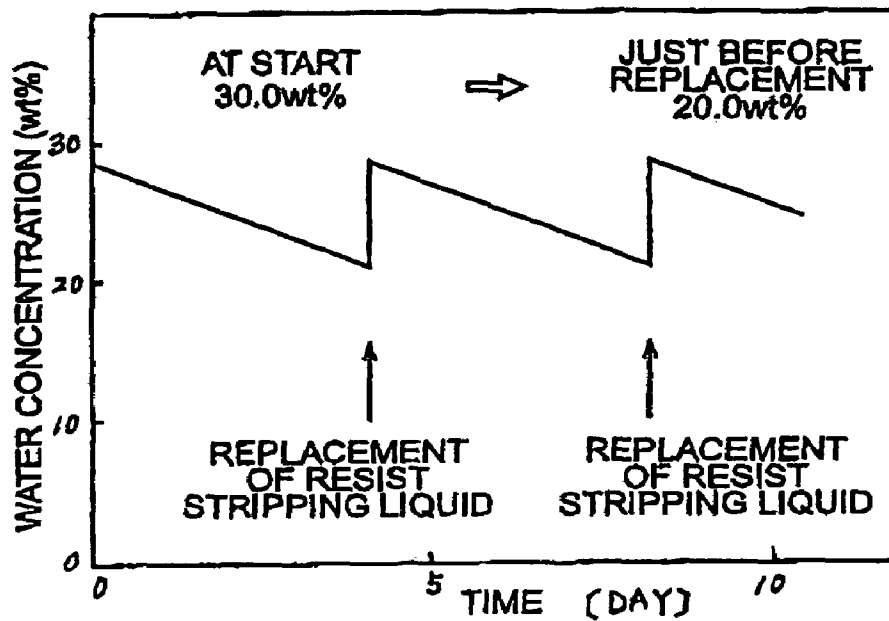 AT START
30.0wt%
⇨
JUST BEFORE
REPLACEMENT
20.0wt%
WATER CONCENTRATION (wt%)
30
20
10
0
REPLACEMENT
OF RESIST
STRIPPING LIQUID
REPLACEMENT
OF RESIST
STRIPPING LIQUID
0
5
10
TIME [DAY]